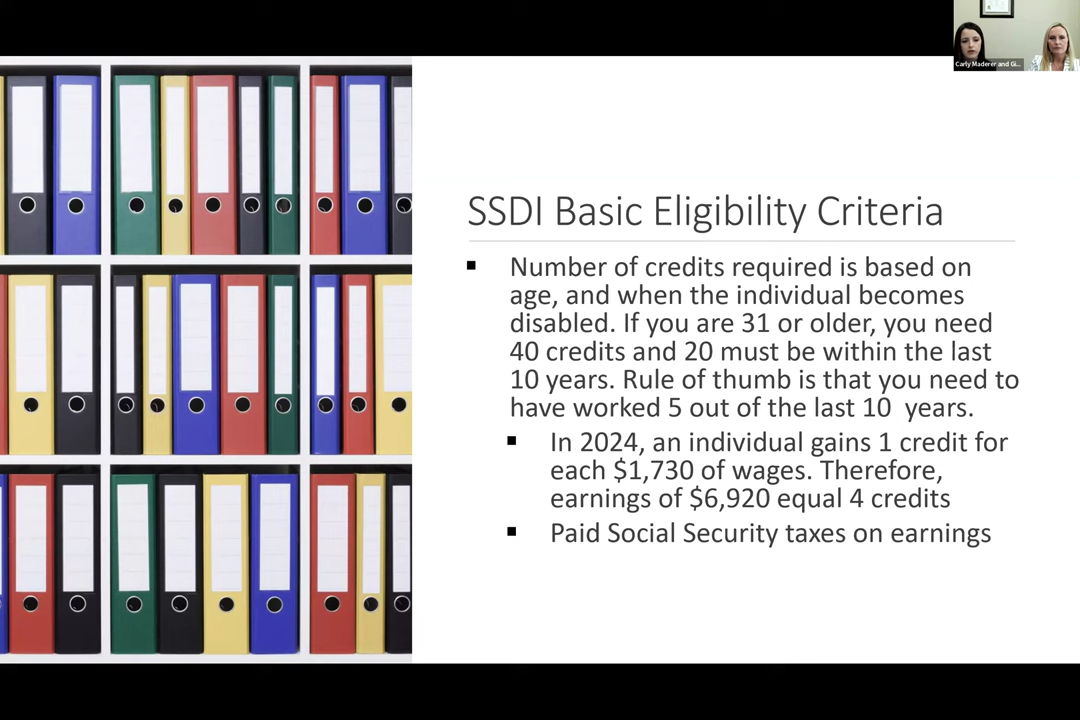 Carly Maderer and Gi...
SSDI Basic Eligibility Criteria
▪ Number of credits required is based on
age, and when the individual becomes
disabled. If you are 31 or older, you need
40 credits and 20 must be within the last
10 years. Rule of thumb is that you need to
have worked 5 out of the last 10  years.
▪ In 2024, an individual gains 1 credit for
each $1,730 of wages. Therefore,
earnings of $6,920 equal 4 credits
▪ Paid Social Security taxes on earnings